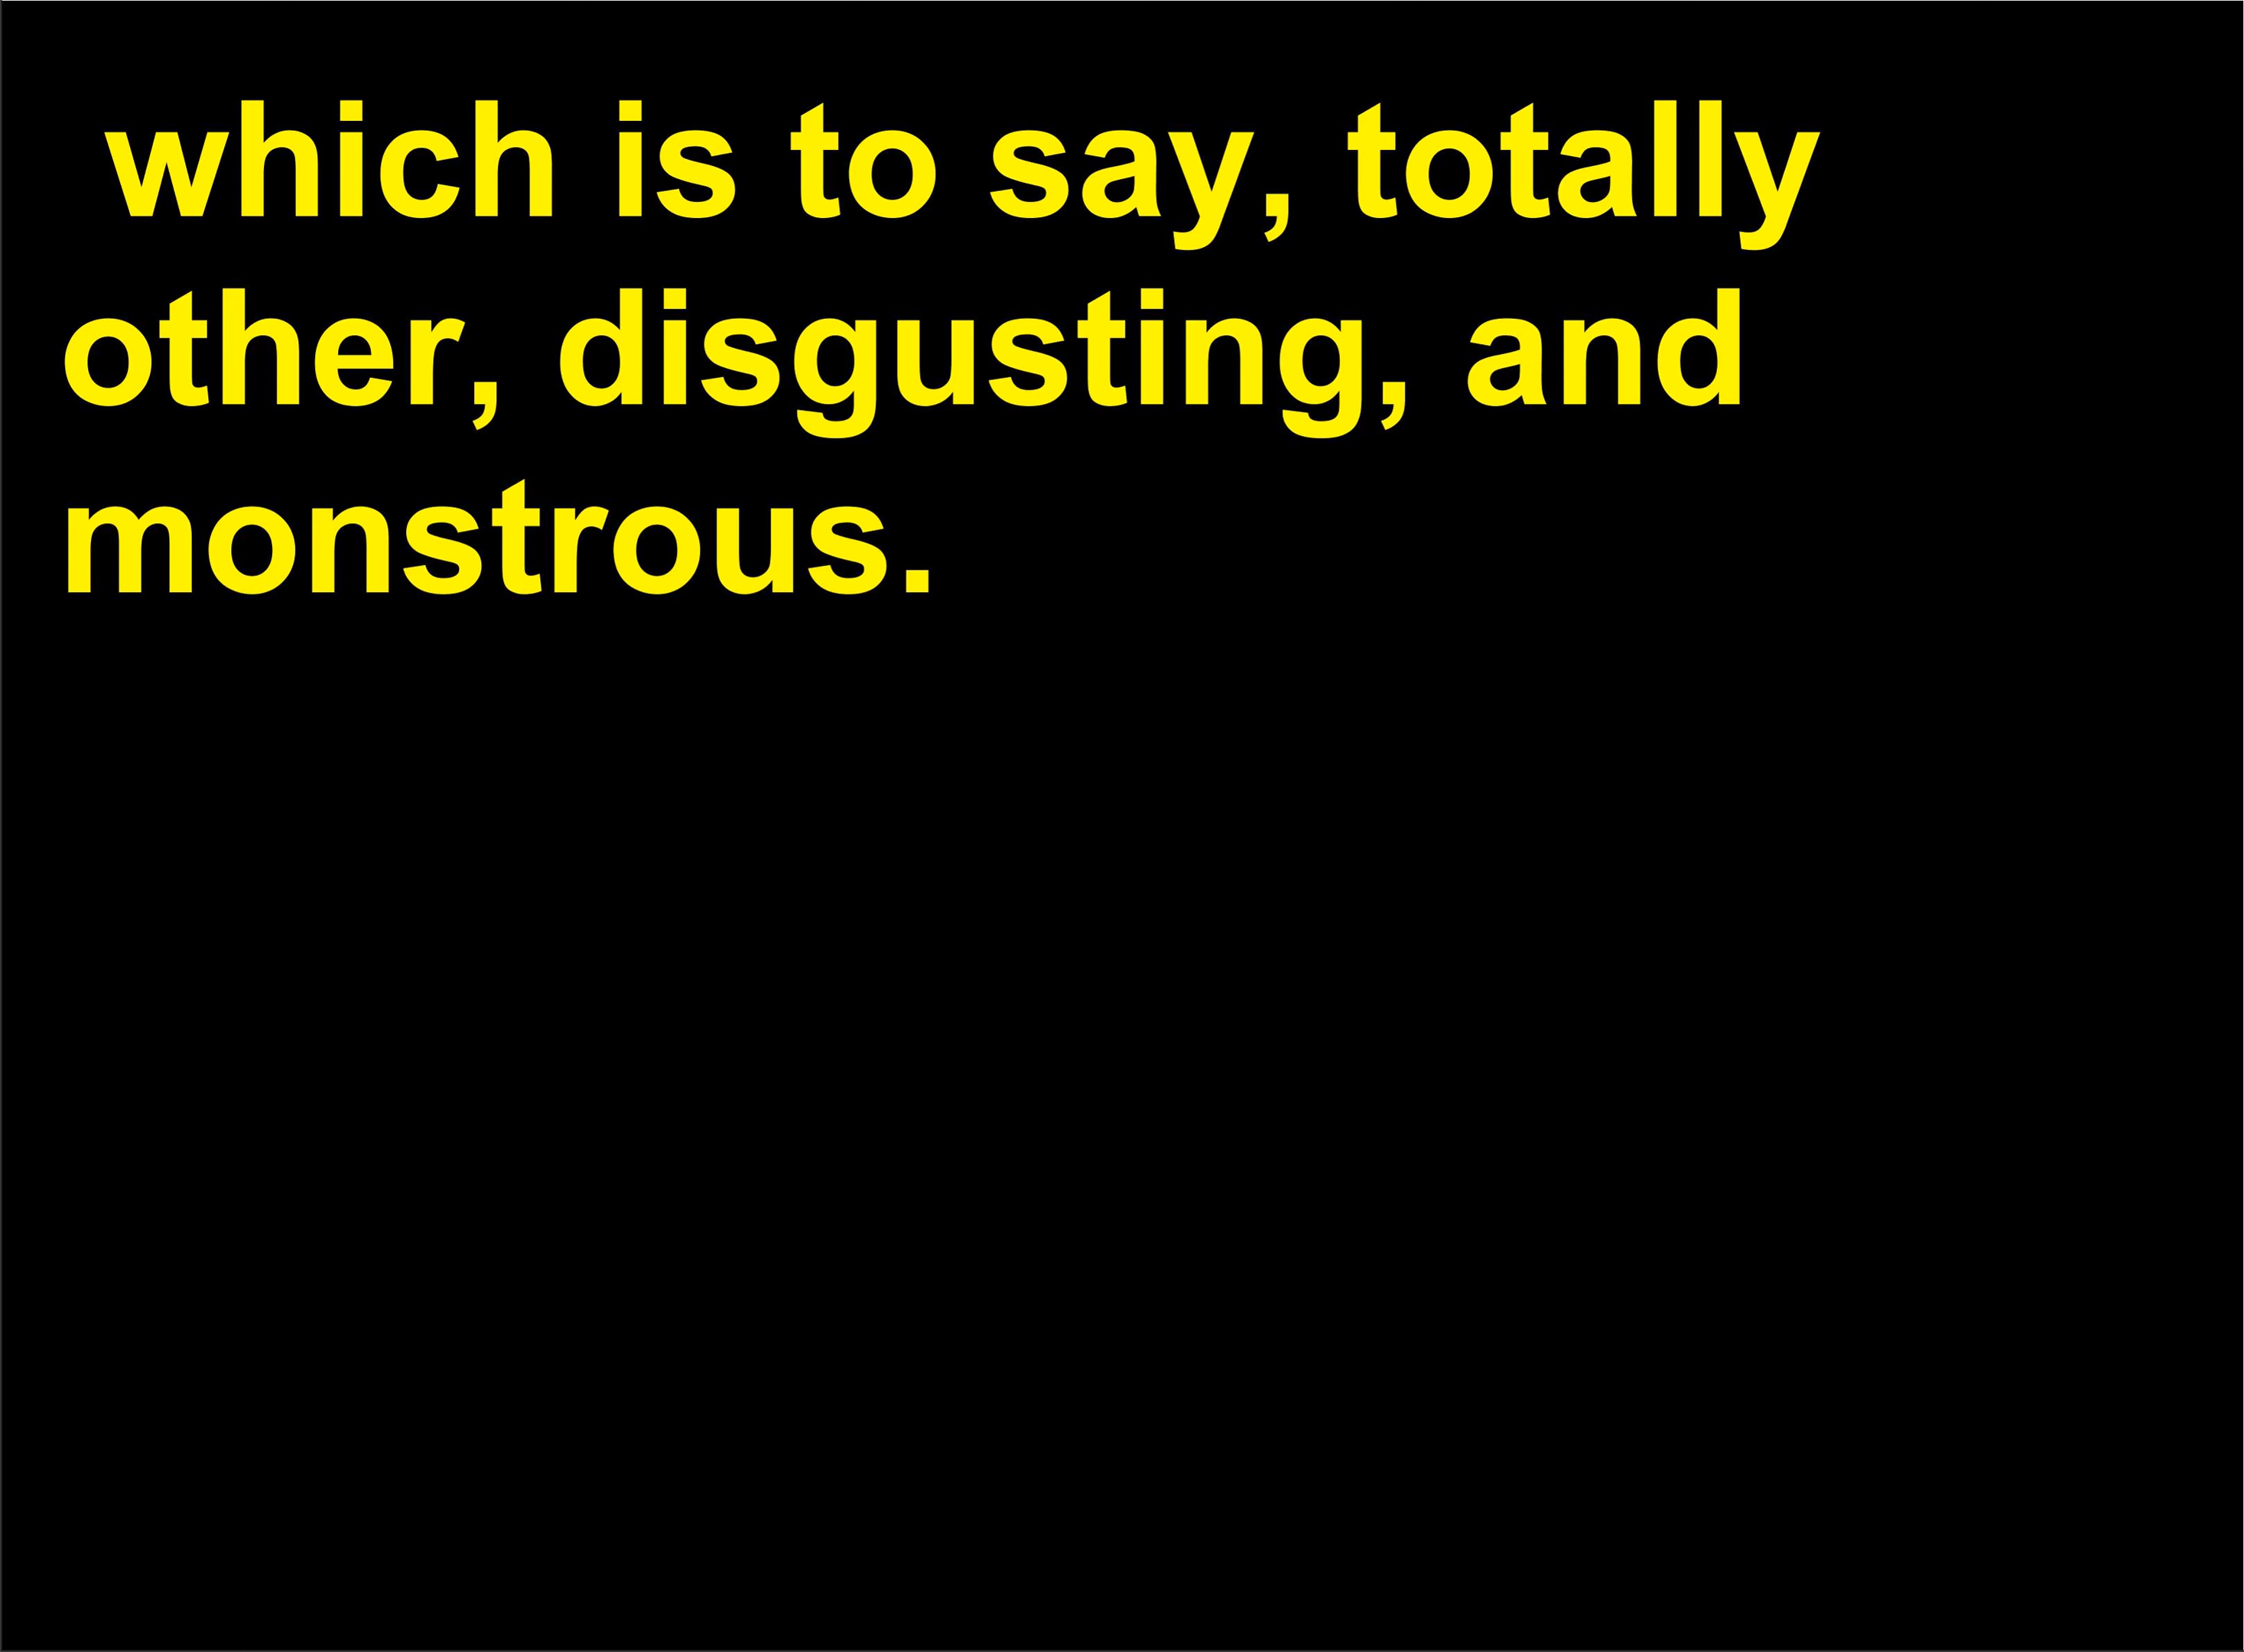 which is to say, totally
other, disgusting, and
monstrous.